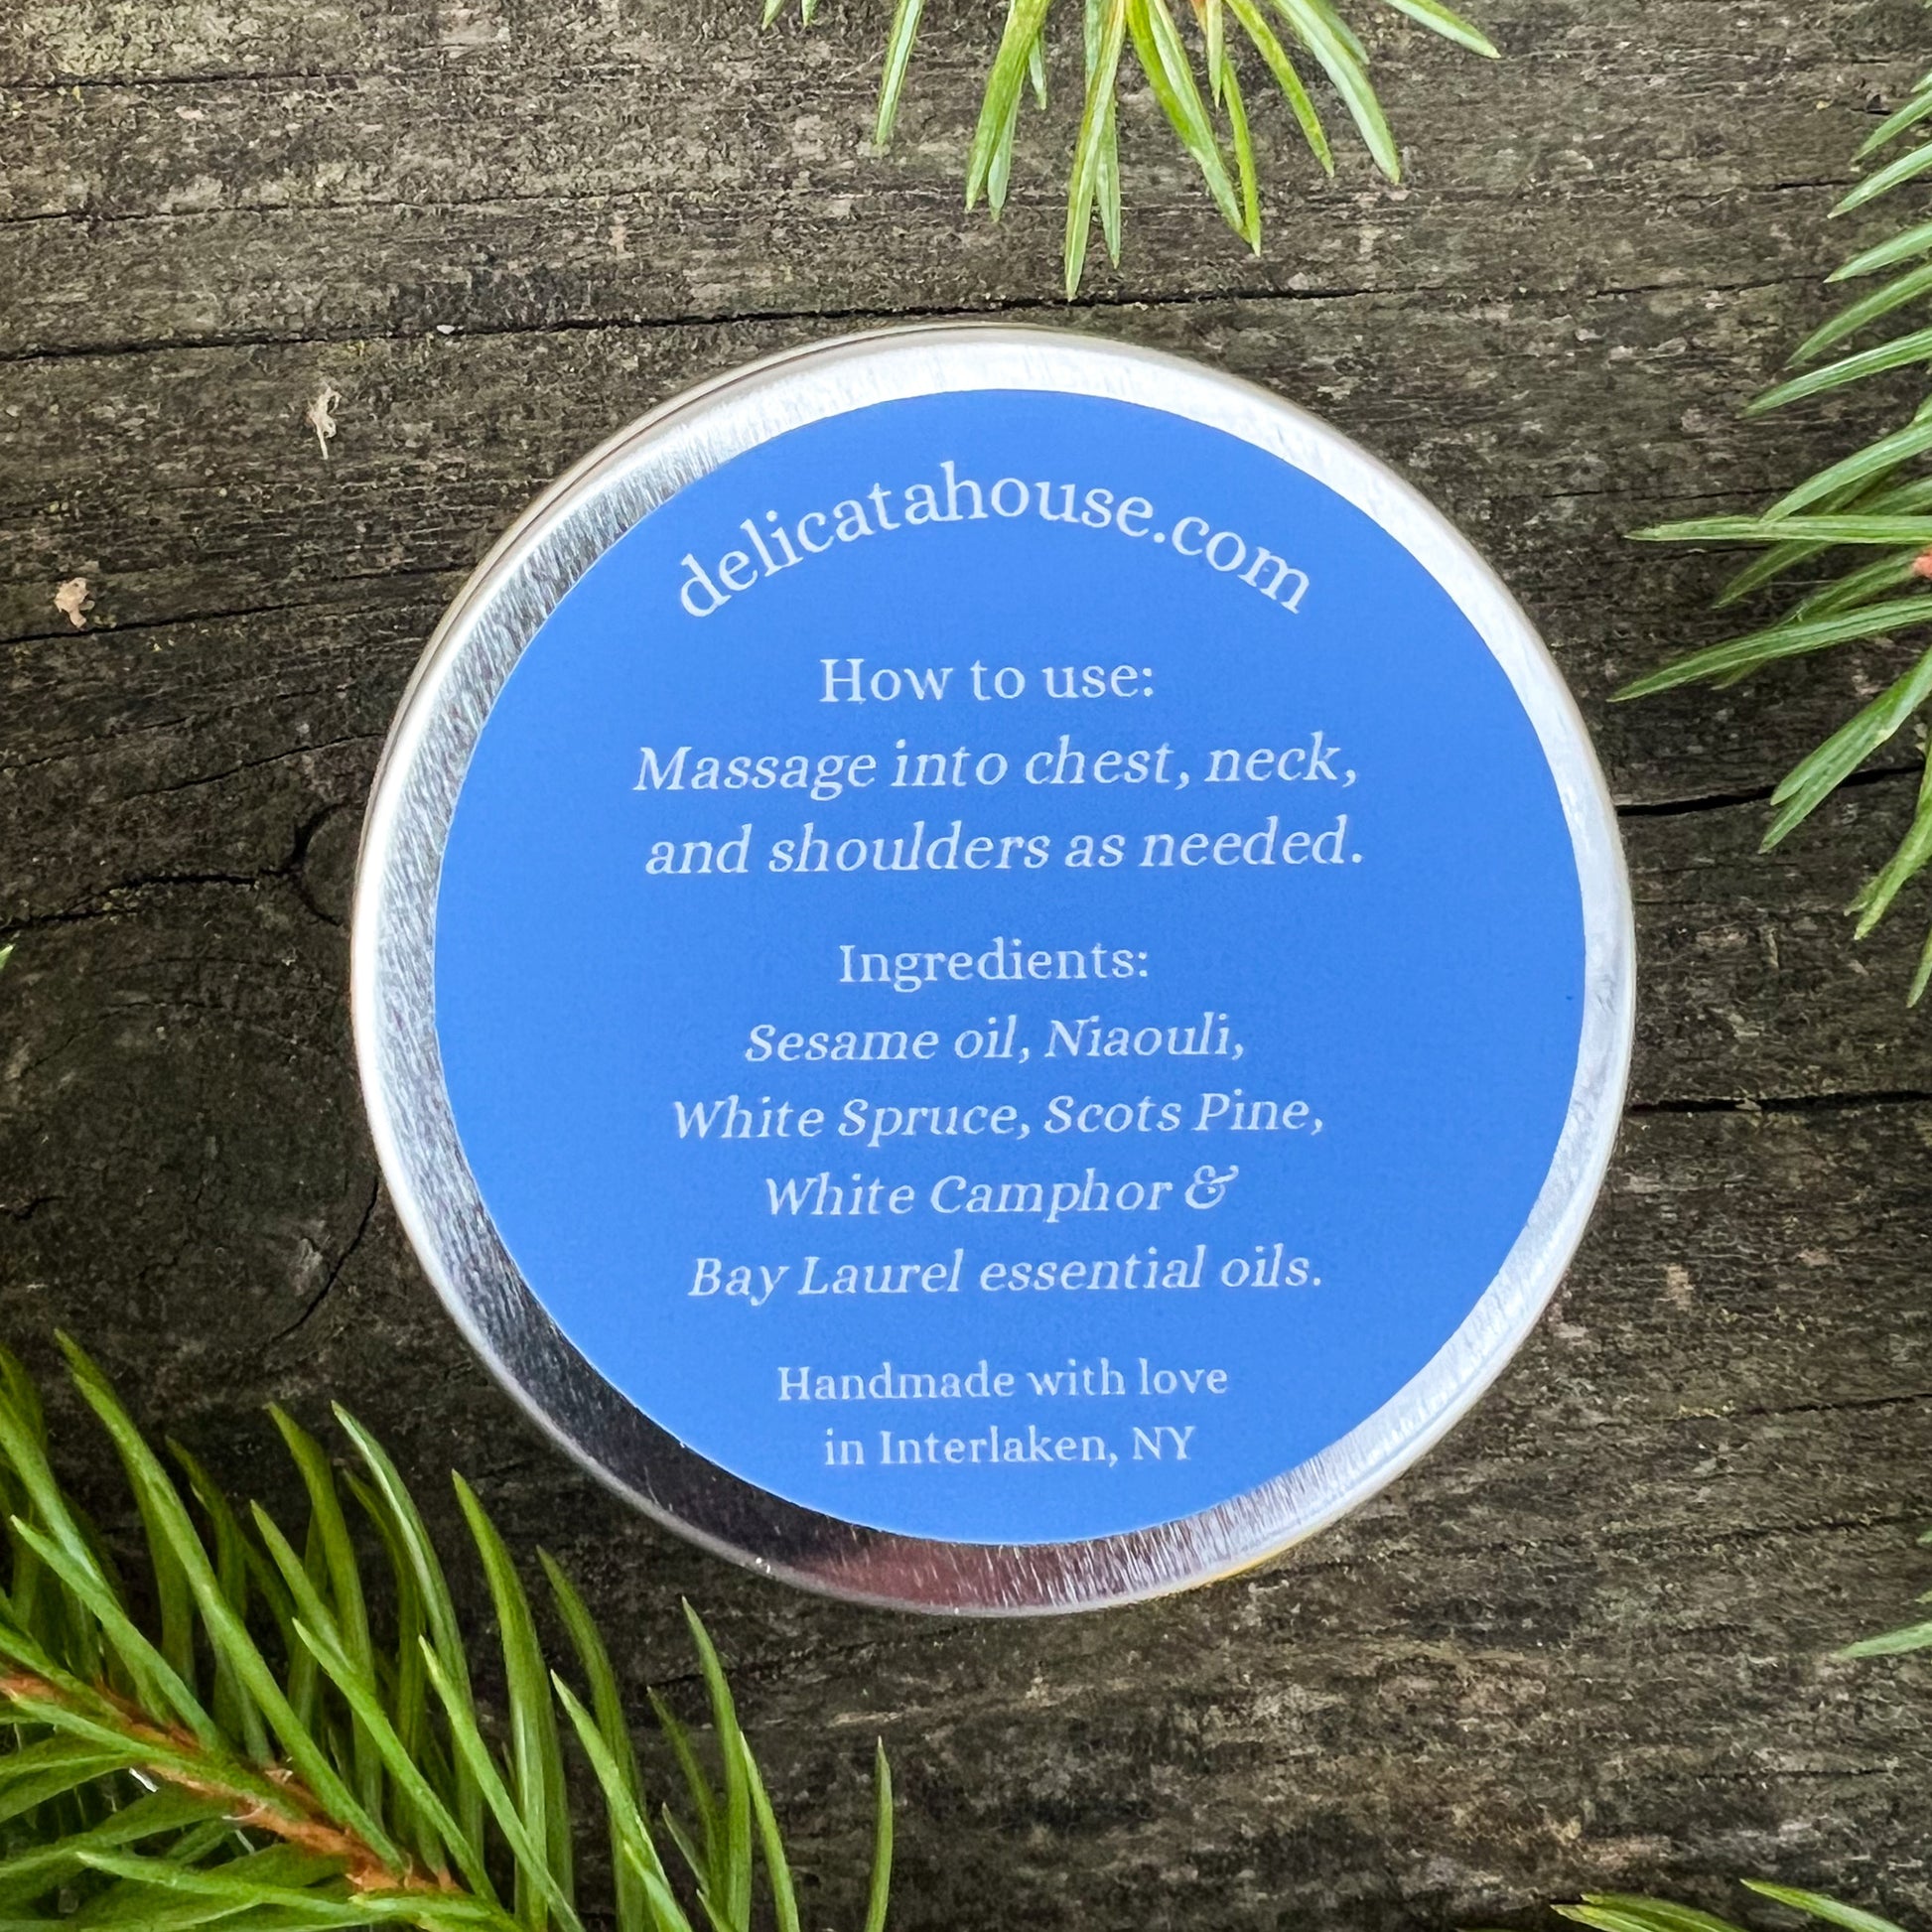 delicatahouse.com
How to use:
Massage into chest, neck,
and shoulders as needed.
Ingredients:
Sesame oil, Niaouli,
White Spruce, Scots Pine,
White Camphor &
Bay Laurel essential oils.
Handmade with love
in Interlaken, NY